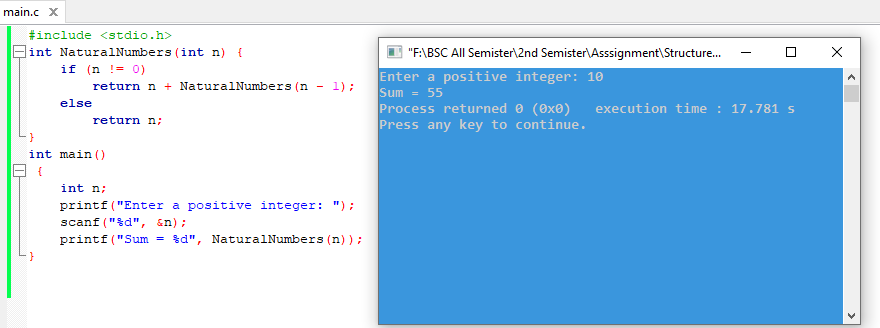 main.c
#include <stdio.h>
int NaturalNumbers(int n) {
if (n != 0)
return n + NaturalNumbers(n - 1);
else
return n;
}
int main()
{
int n;
printf("Enter a positive integer: ");
scanf("%d", &n);
printf("Sum = %d", NaturalNumbers(n));
}
"F:\BSC All Semister\2nd Semister\Asssignment\Structure...
Enter a positive integer: 10
Sum = 55
Process returned 0 (0x0)   execution time : 17.781 s
Press any key to continue.